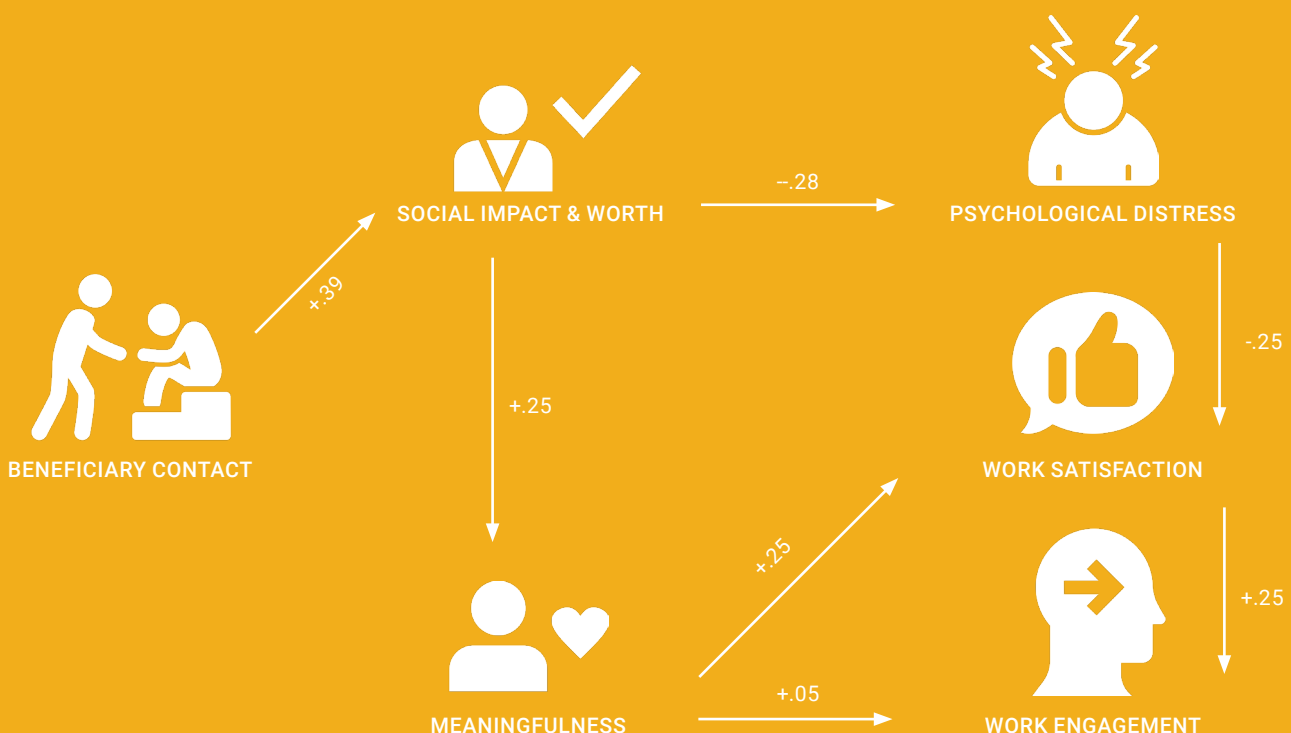 –.28
SOCIAL IMPACT & WORTH
PSYCHOLOGICAL DISTRESS
+.39
-.25
+.25
BENEFICIARY CONTACT
WORK SATISFACTION
+.25
+.25
+.05
MEANINGFULNESS
WORK ENGAGEMENT